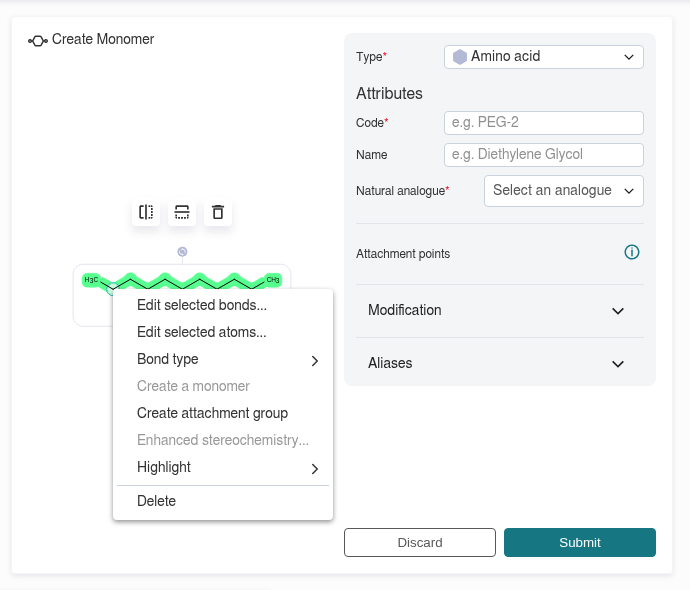 Create Monomer
Type*
Amino acid
Attributes
Code*
e.g. PEG-2
Name
e.g. Diethylene Glycol
Natural analogue*
Select an analogue
Attachment points
Modification
Aliases
H3C
CH3
Edit selected bonds...
Edit selected atoms...
Bond type
Create a monomer
Create attachment group
Enhanced stereochemistry...
Highlight
Delete
Discard
Submit